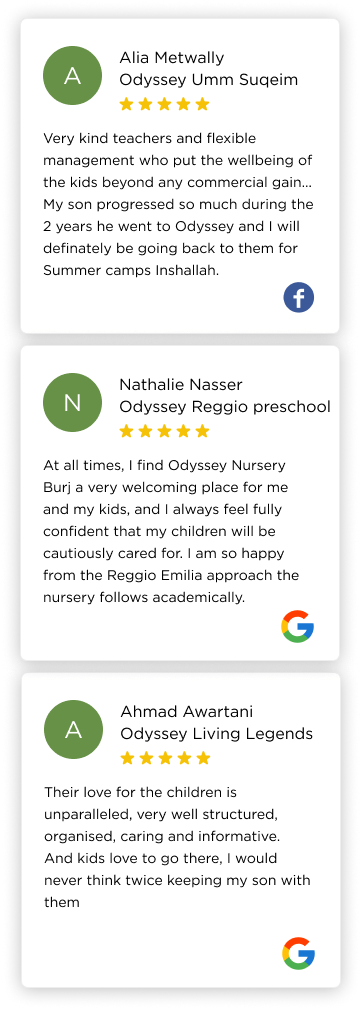 A
Alia Metwally
Odyssey Umm Suqeim
Very kind teachers and flexible
management who put the wellbeing of
the kids beyond any commercial gain...
My son progressed so much during the
2 years he went to Odyssey and I will
definately be going back to them for
Summer camps Inshallah.
f
N
Nathalie Nasser
Odyssey Reggio preschool
At all times, I find Odyssey Nursery
Burj a very welcoming place for me
and my kids, and I always feel fully
confident that my children will be
cautiously cared for. I am so happy
from the Reggio Emilia approach the
nursery follows academically.
G
A
Ahmad Awartani
Odyssey Living Legends
Their love for the children is
unparalleled, very well structured,
organised, caring and informative.
And kids love to go there, I would
never think twice keeping my son with
them
G